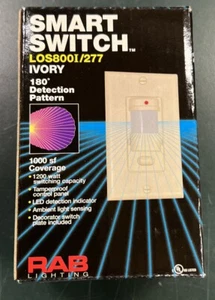 SMART
SWITCH™
LOS800I/277
IVORY
180°
Detection
Pattern
1000 sf
Coverage
• 1200 watt
switching capacity
• Tamperproof
control panel
• LED detection indicator
• Ambient light sensing
• Decorator switch
plate included
RAB
LIGHTING
UL